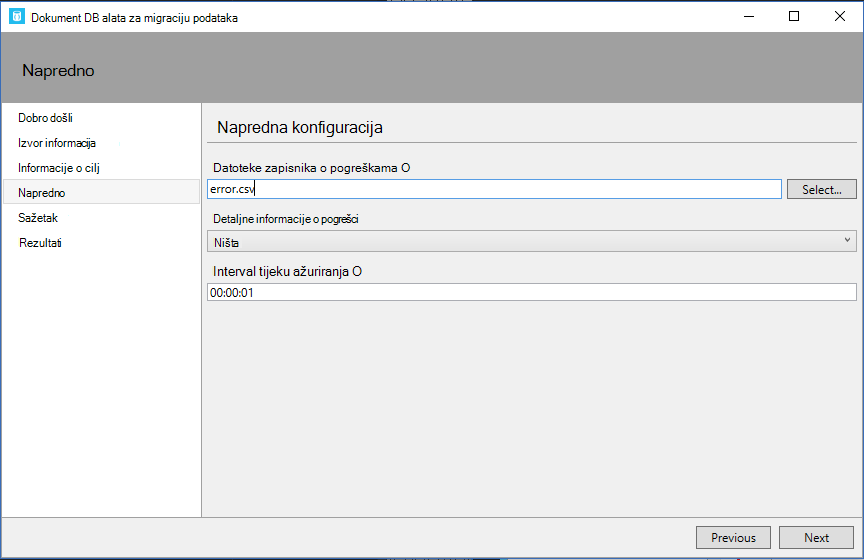 Dokument DB alata za migraciju podataka
Napredno
Dobro došli
Izvor informacija
Informacije o cilj
Napredno
Sažetak
Rezultati
Napredna konfiguracija
Datoteke zapisnika o pogreškama O
error.csv
Select...
Detaljne informacije o pogrešci
Ništa
Interval tijeku ažuriranja O
00:00:01
Previous
Next